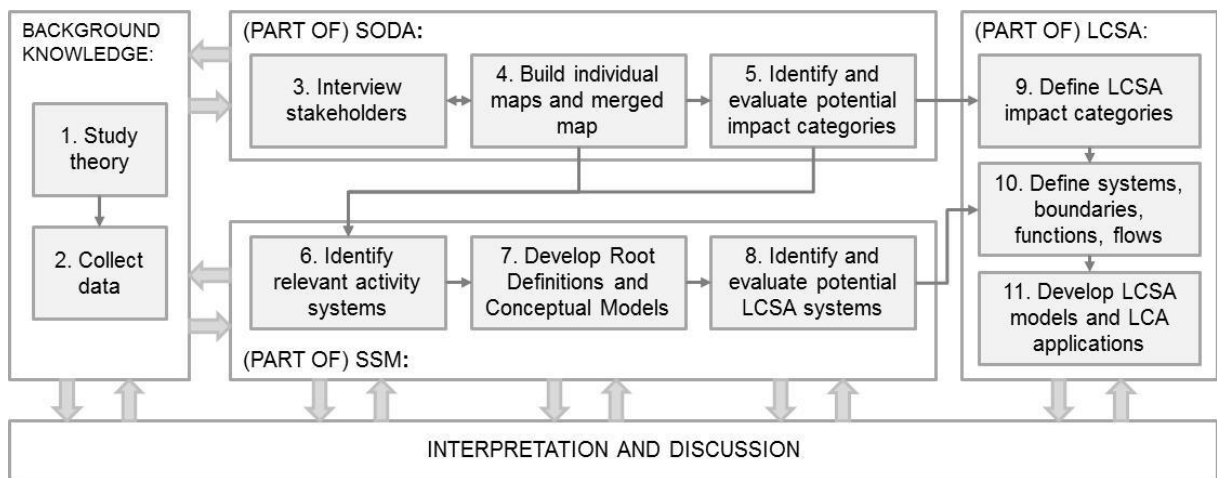 BACKGROUND
KNOWLEDGE:
1. Study
theory
2. Collect
data
(PART OF) SODA:
3. Interview
stakeholders
4. Build individual
maps and merged
map
5. Identify and
evaluate potential
impact categories
6. Identify
relevant activity
systems
7. Develop Root
Definitions and
Conceptual Models
8. Identify and
evaluate potential
LCSA systems
(PART OF) SSM:
(PART OF) LCSA:
9. Define LCSA
impact categories
10. Define systems,
boundaries,
functions, flows
11. Develop LCSA
models and LCA
applications
INTERPRETATION AND DISCUSSION